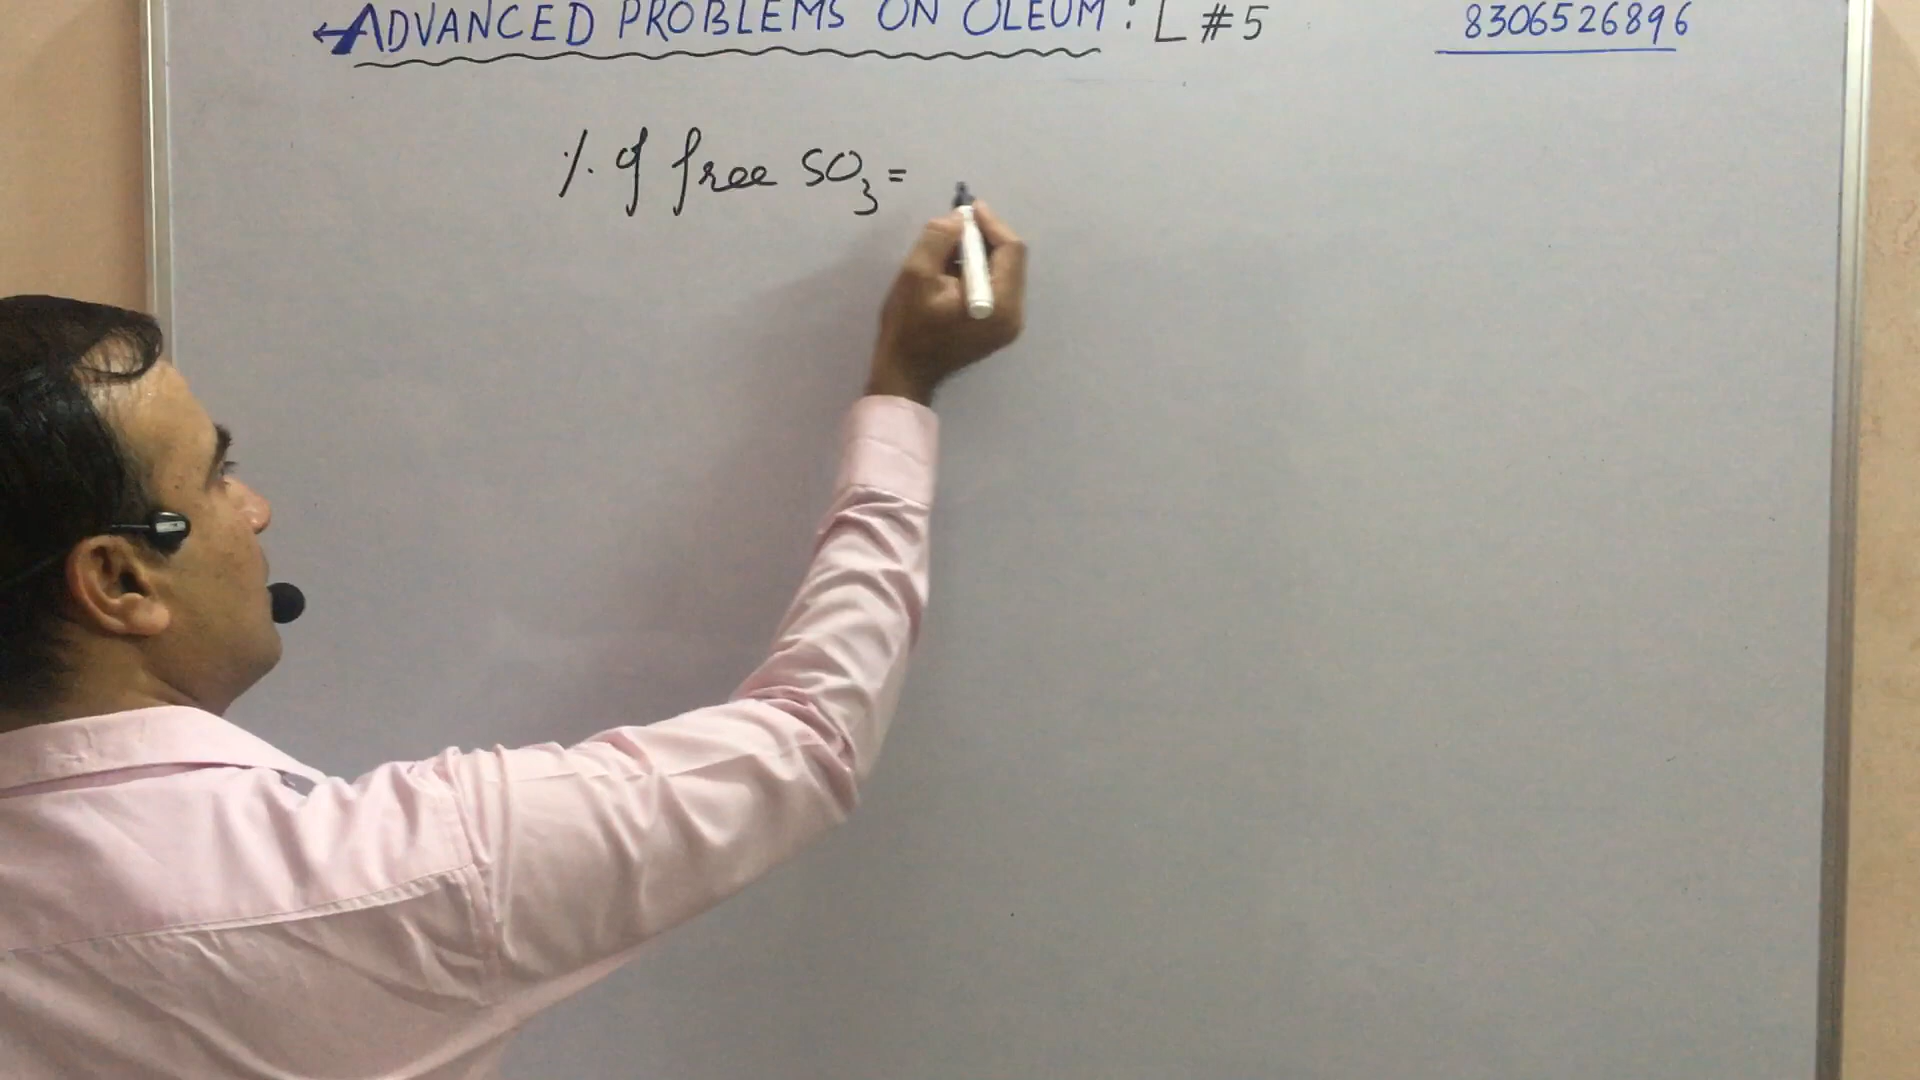 ADVANCED PROBLEMS ON OLEUM : L # 5
8306526896
% of free SO3 =